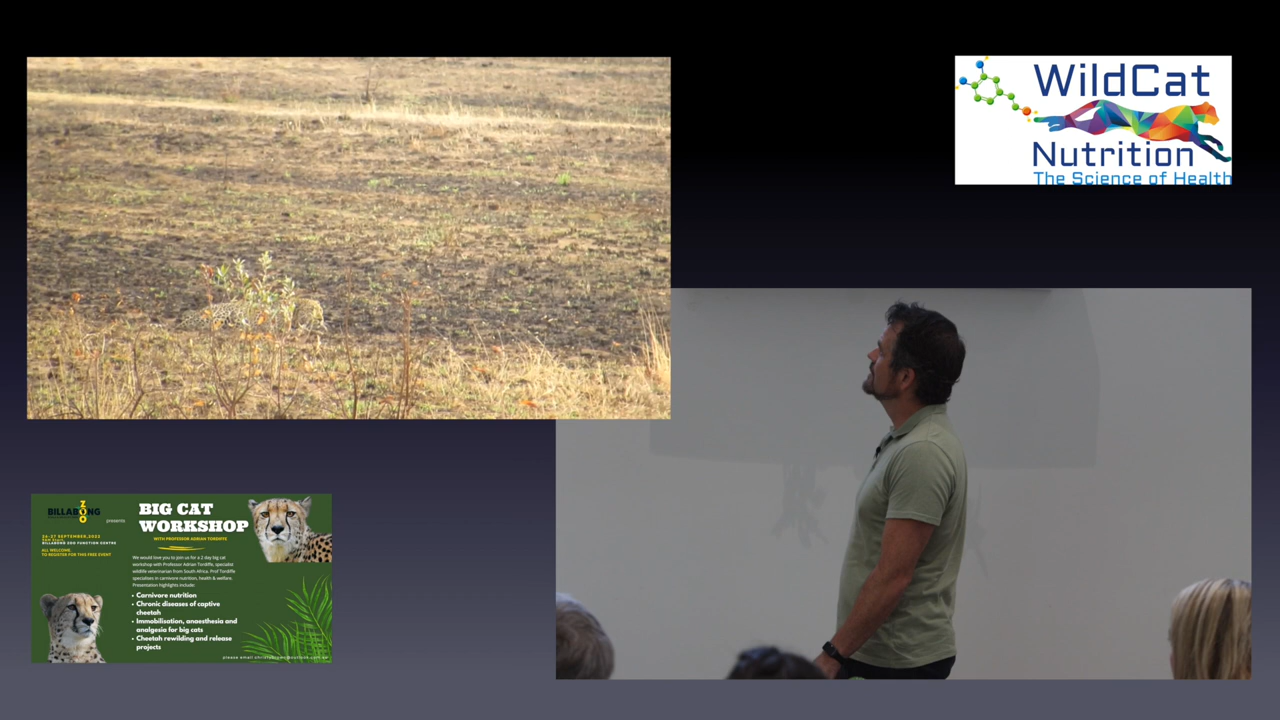 WildCat
Nutrition
The Science of Health
BILLABONG
ZOO
presents
BIG CAT
WORKSHOP
WITH PROFESSOR ADRIAN TORDIFFE
26-27 SEPTEMBER, 2022
BILLABONG ZOO FUNCTION CENTRE
ALL WELCOME.
TO REGISTER FOR THIS FREE EVENT
We would love you to join us for a 2 day big cat
workshop with Professor Adrian Tordiffe, specialist
wildlife veterinarian from South Africa. Prof Tordiffe
specialises in carnivore nutrition, health & welfare.
Presentation highlights include:
• Carnivore nutrition
• Chronic diseases of captive
cheetah
• Immobilisation, anaesthesia and
analgesia for big cats
• Cheetah rewilding and release
projects
please email